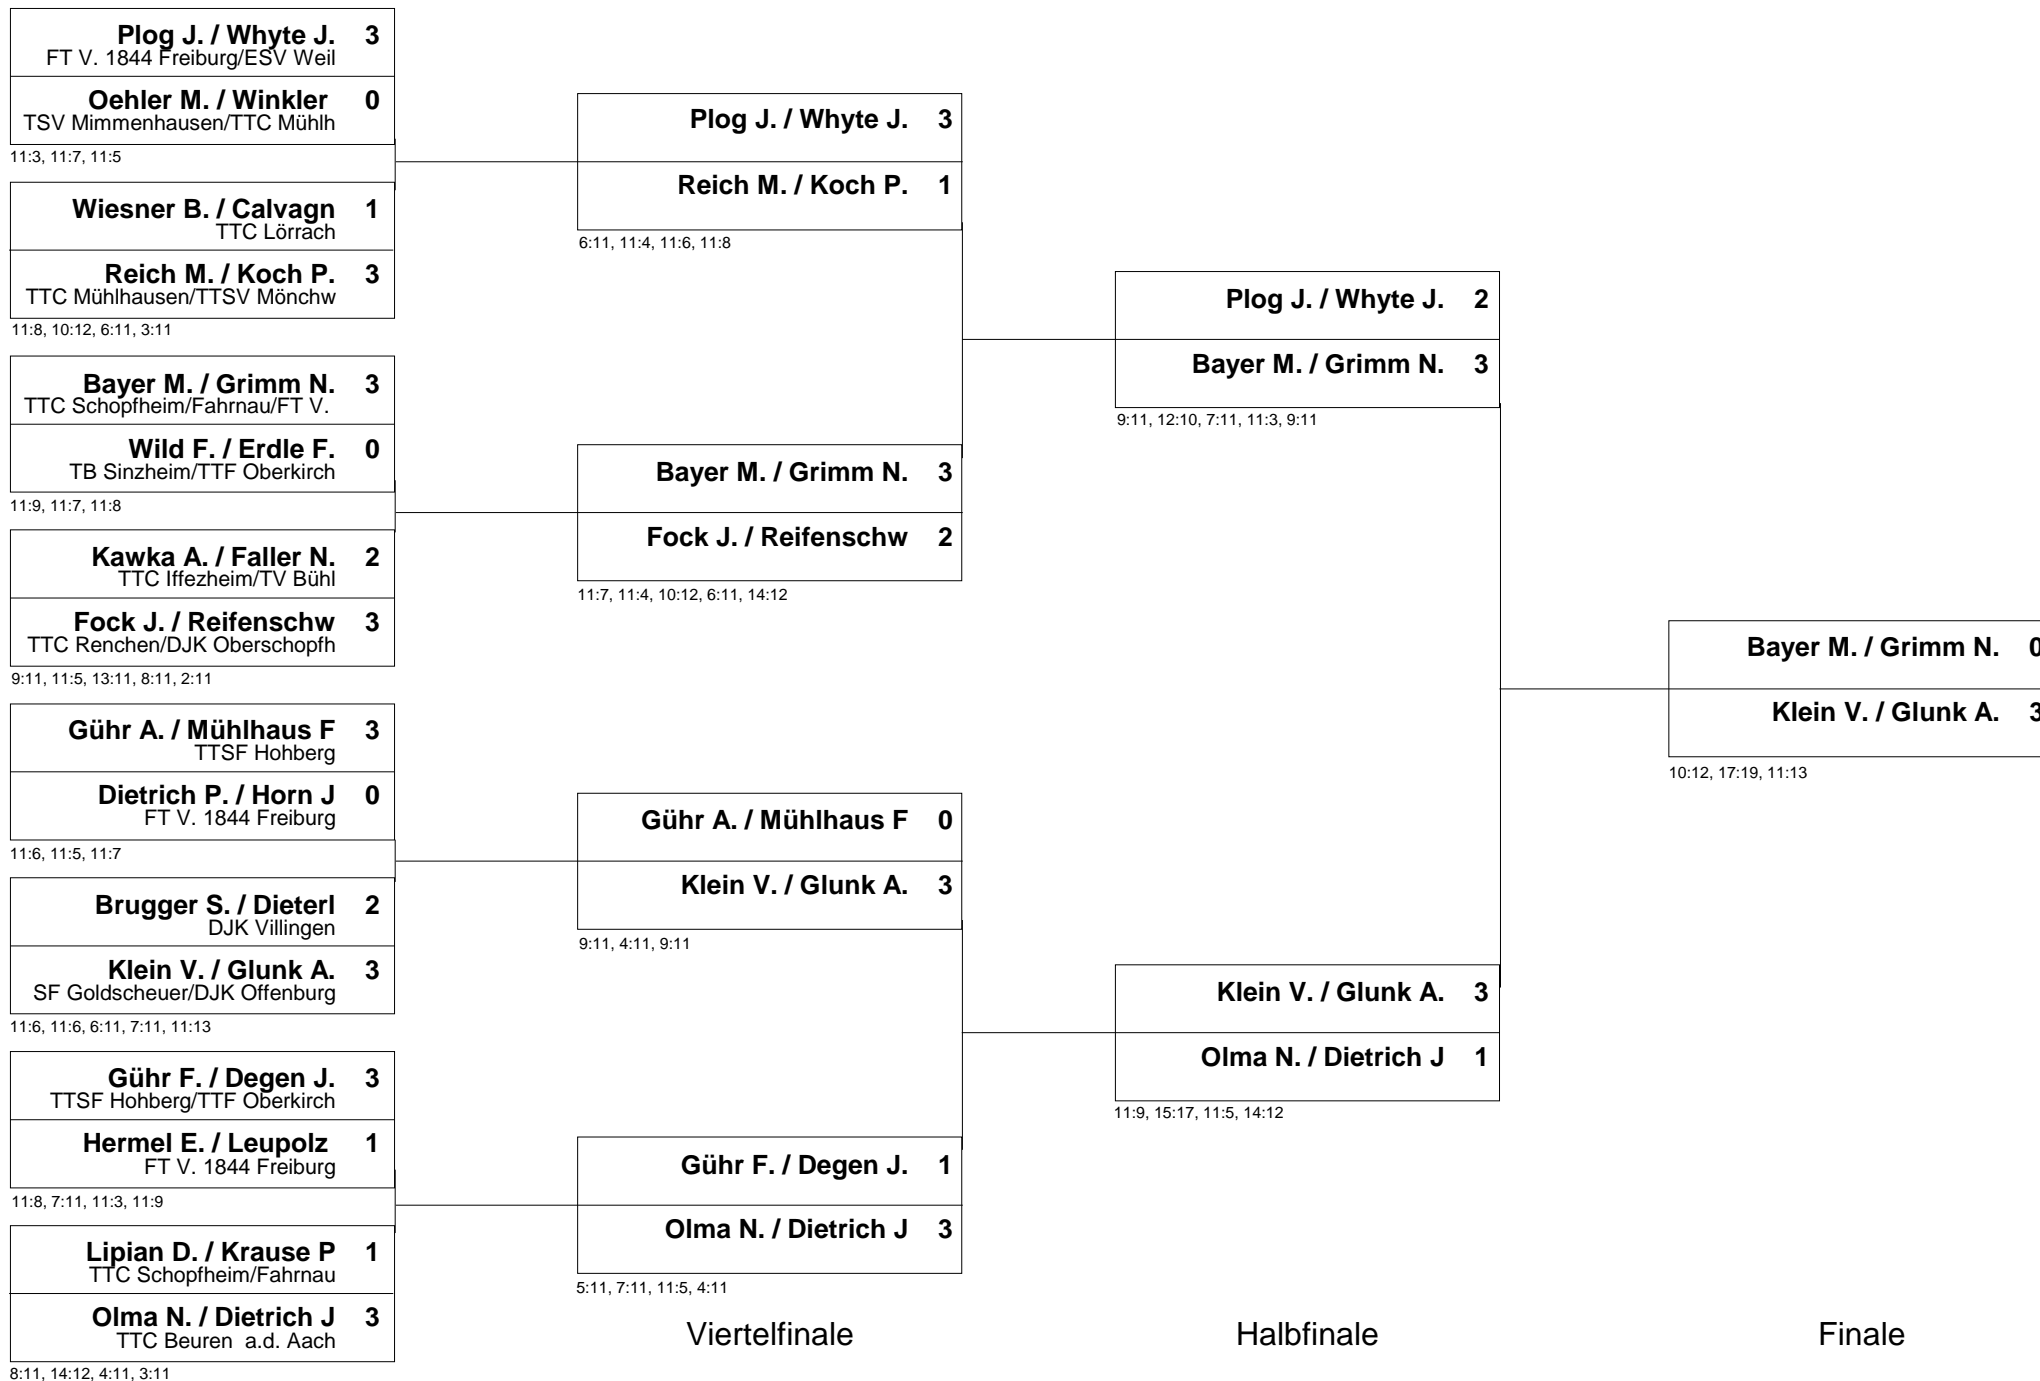 Plog J. / Whyte J. 3
FT V. 1844 Freiburg/ESV Weil
Oehler M. / Winkler 0
TSV Mimmenhausen/TTC Mühlh
11:3, 11:7, 11:5
Wiesner B. / Calvagn 1
TTC Lörrach
Reich M. / Koch P. 3
TTC Mühlhausen/TTSV Mönchw
11:8, 10:12, 6:11, 3:11
Bayer M. / Grimm N. 3
TTC Schopfheim/Fahrnau/FT V.
Wild F. / Erdle F. 0
TB Sinzheim/TTF Oberkirch
11:9, 11:7, 11:8
Kawka A. / Faller N. 2
TTC Iffezheim/TV Bühl
Fock J. / Reifenschw 3
TTC Renchen/DJK Oberschopfh
9:11, 11:5, 13:11, 8:11, 2:11
Gühr A. / Mühlhaus F 3
TTSF Hohberg
Dietrich P. / Horn J 0
FT V. 1844 Freiburg
11:6, 11:5, 11:7
Brugger S. / Dieterl 2
DJK Villingen
Klein V. / Glunk A. 3
SF Goldscheuer/DJK Offenburg
11:6, 11:6, 6:11, 7:11, 11:13
Gühr F. / Degen J. 3
TTSF Hohberg/TTF Oberkirch
Hermel E. / Leupolz 1
FT V. 1844 Freiburg
11:8, 7:11, 11:3, 11:9
Lipian D. / Krause P 1
TTC Schopfheim/Fahrnau
Olma N. / Dietrich J 3
TTC Beuren a.d. Aach
8:11, 14:12, 4:11, 3:11
Plog J. / Whyte J. 3
Reich M. / Koch P. 1
6:11, 11:4, 11:6, 11:8
Bayer M. / Grimm N. 3
Fock J. / Reifenschw 2
11:7, 11:4, 10:12, 6:11, 14:12
Gühr A. / Mühlhaus F 0
Klein V. / Glunk A. 3
9:11, 4:11, 9:11
Gühr F. / Degen J. 1
Olma N. / Dietrich J 3
5:11, 7:11, 11:5, 4:11
Viertelfinale
Plog J. / Whyte J. 2
Bayer M. / Grimm N. 3
9:11, 12:10, 7:11, 11:3, 9:11
Klein V. / Glunk A. 3
Olma N. / Dietrich J 1
11:9, 15:17, 11:5, 14:12
Halbfinale
Bayer M. / Grimm N. 0
Klein V. / Glunk A. 3
10:12, 17:19, 11:13
Finale